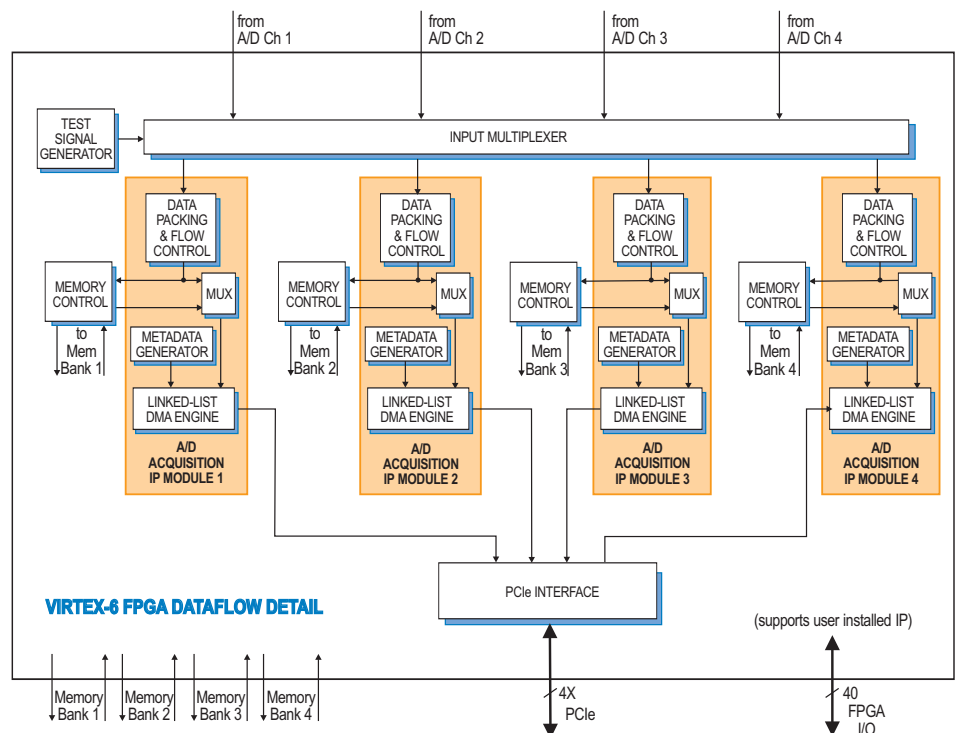 from
A/D Ch 1
from
A/D Ch 2
from
A/D Ch 3
from
A/D Ch 4
TEST
SIGNAL
GENERATOR
INPUT MULTIPLEXER
DATA
PACKING
& FLOW
CONTROL
DATA
PACKING
& FLOW
CONTROL
DATA
PACKING
& FLOW
CONTROL
DATA
PACKING
& FLOW
CONTROL
MEMORY
CONTROL
MUX
MEMORY
CONTROL
MUX
MEMORY
CONTROL
MUX
MEMORY
CONTROL
MUX
to
Mem
Bank 1
METADATA
GENERATOR
to
Mem
Bank 2
METADATA
GENERATOR
to
Mem
Bank 3
METADATA
GENERATOR
to
Mem
Bank 4
METADATA
GENERATOR
LINKED-LIST
DMA ENGINE
LINKED-LIST
DMA ENGINE
LINKED-LIST
DMA ENGINE
LINKED-LIST
DMA ENGINE
A/D
ACQUISITION
IP MODULE 1
A/D
ACQUISITION
IP MODULE 2
A/D
ACQUISITION
IP MODULE 3
A/D
ACQUISITION
IP MODULE 4
PCIe INTERFACE
VIRTEX-6 FPGA DATAFLOW DETAIL
(supports user installed IP)
Memory
Bank 1
Memory
Bank 2
Memory
Bank 3
Memory
Bank 4
4X
PCIe
40
FPGA
I/O